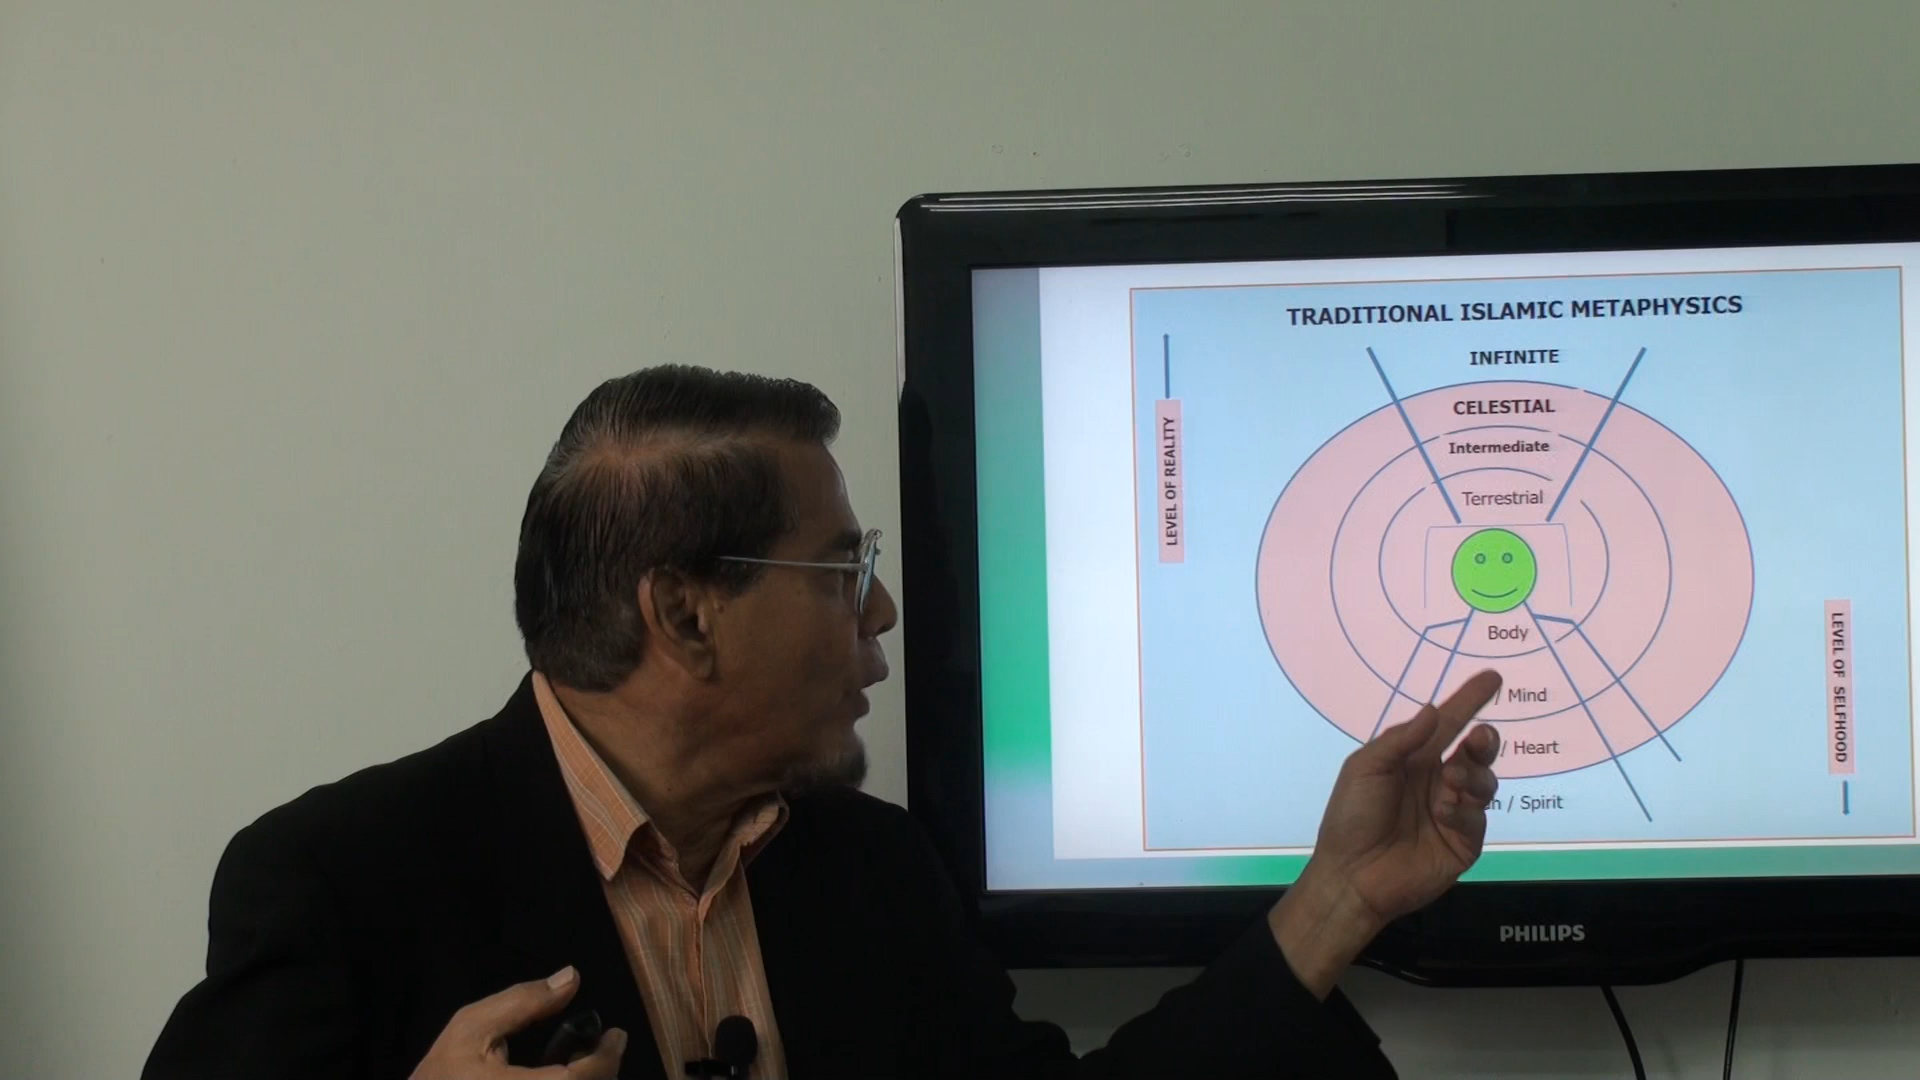 TRADITIONAL ISLAMIC METAPHYSICS
INFINITE
CELESTIAL
Intermediate
Terrestrial
LEVEL OF REALITY
Body
/ Mind
/ Heart
/ Spirit
LEVEL OF SELFHOOD
PHILIPS